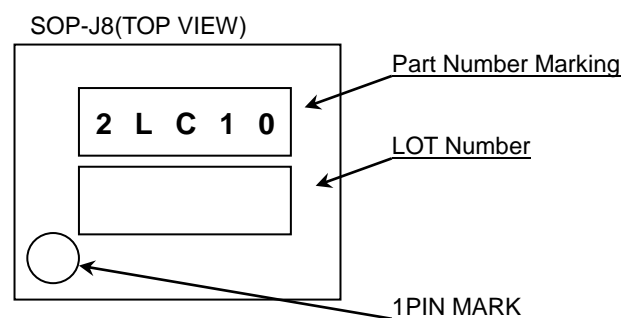 SOP-J8(TOP VIEW)
Part Number Marking
2 L C 1 0
LOT Number
1PIN MARK